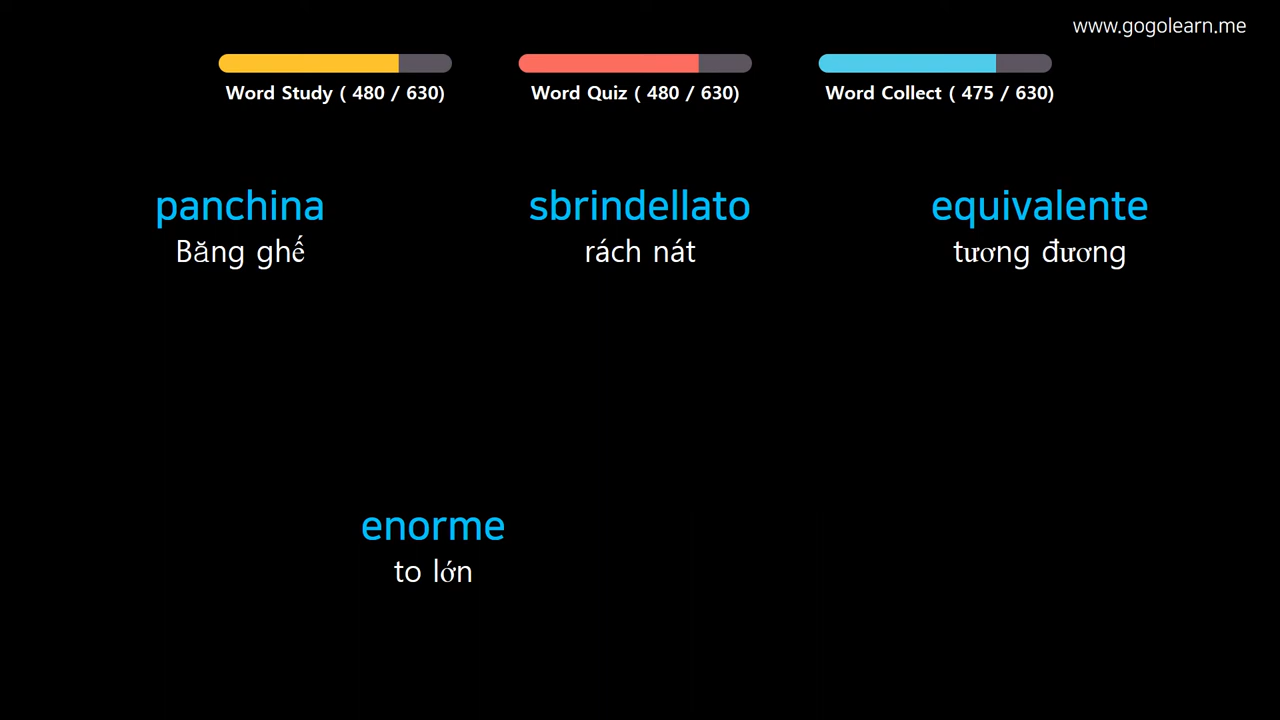 www.gogolearn.me
Word Study ( 480 / 630)
Word Quiz ( 480 / 630)
Word Collect ( 475 / 630)
panchina
Băng ghế
sbrindellato
rách nát
equivalente
tương đương
enorme
to lớn